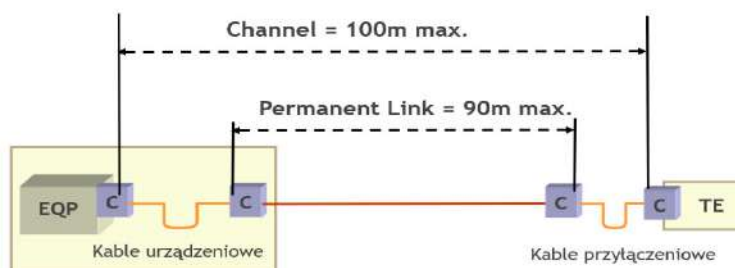 Channel = 100m max.
Permanent Link = 90m max.
EQP
C
C
C
C
TE
Kable urządzeniowe
Kable przyłączeniowe